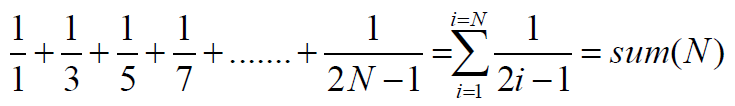 1/1 + 1/3 + 1/5 + 1/7 + ....... + 1/(2N − 1) = ∑_{i=1}^{i=N} 1/(2i − 1) = sum(N)